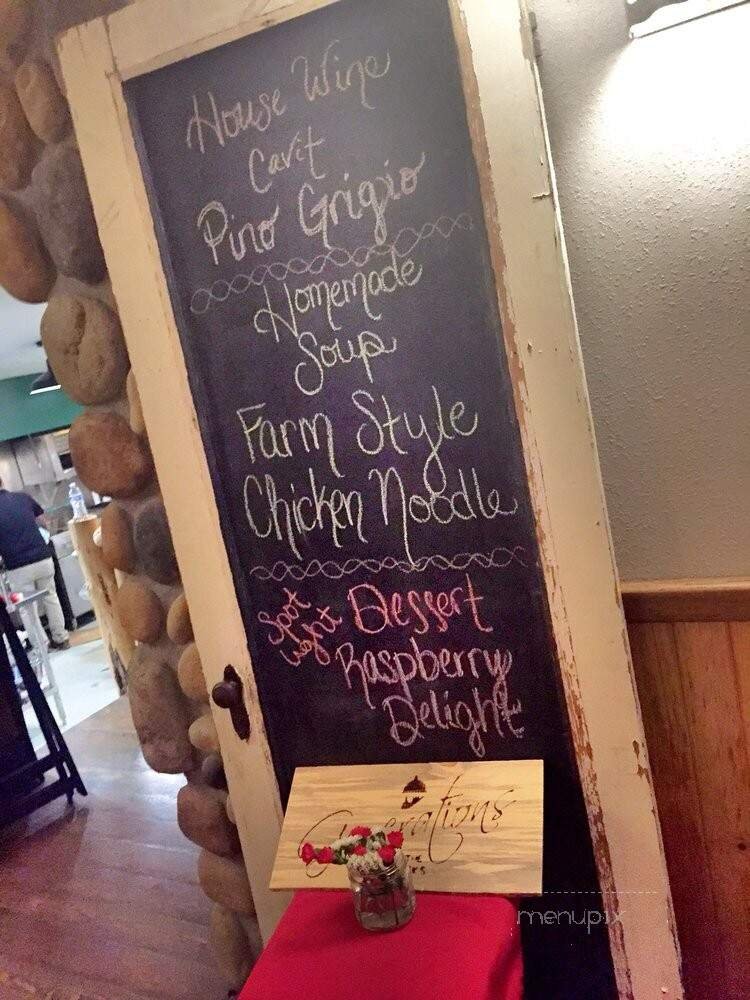 House Wine
Cavit
Pino Grigio
Homemade
Soup
Farm Style
Chicken Noodle
Spot
Light
Dessert
Raspberry
Delight
Generations
menupix